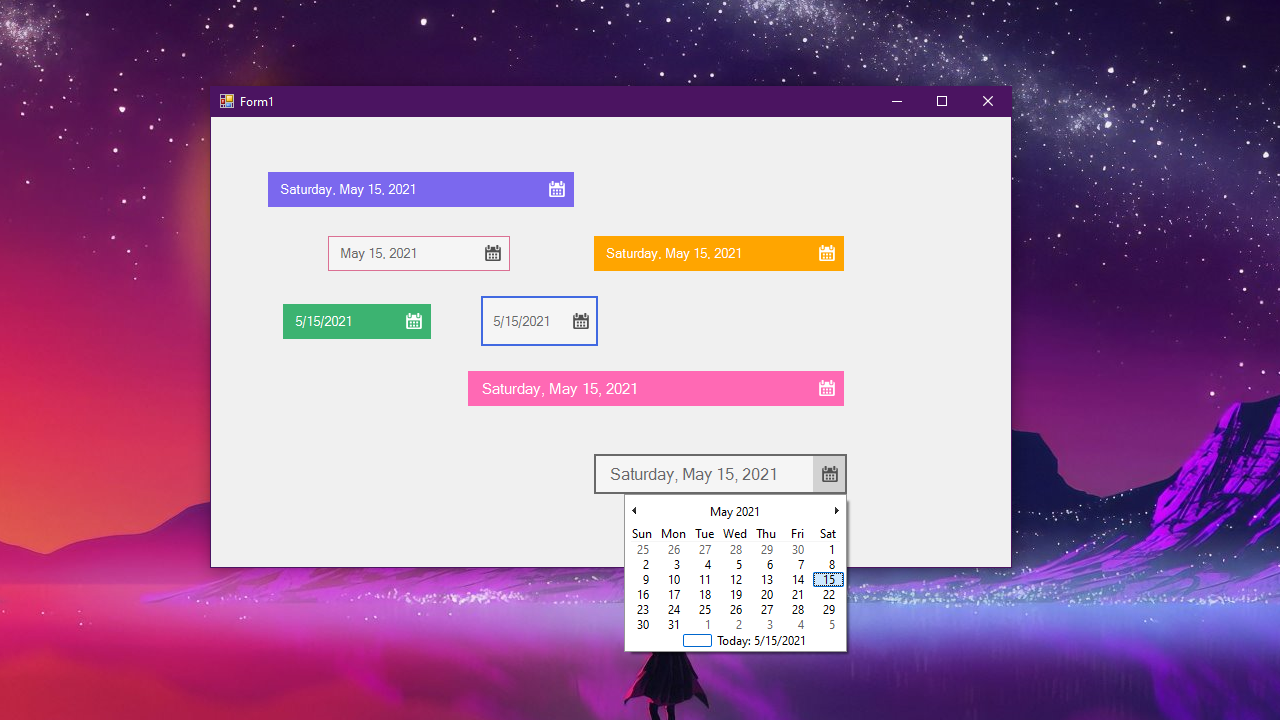 Form1
Saturday, May 15, 2021
May 15, 2021
Saturday, May 15, 2021
5/15/2021
5/15/2021
Saturday, May 15, 2021
Saturday, May 15, 2021
May 2021
Sun Mon Tue Wed Thu Fri Sat
25 26 27 28 29 30 1
2 3 4 5 6 7 8
9 10 11 12 13 14 15
16 17 18 19 20 21 22
23 24 25 26 27 28 29
30 31 1 2 3 4 5
Today: 5/15/2021